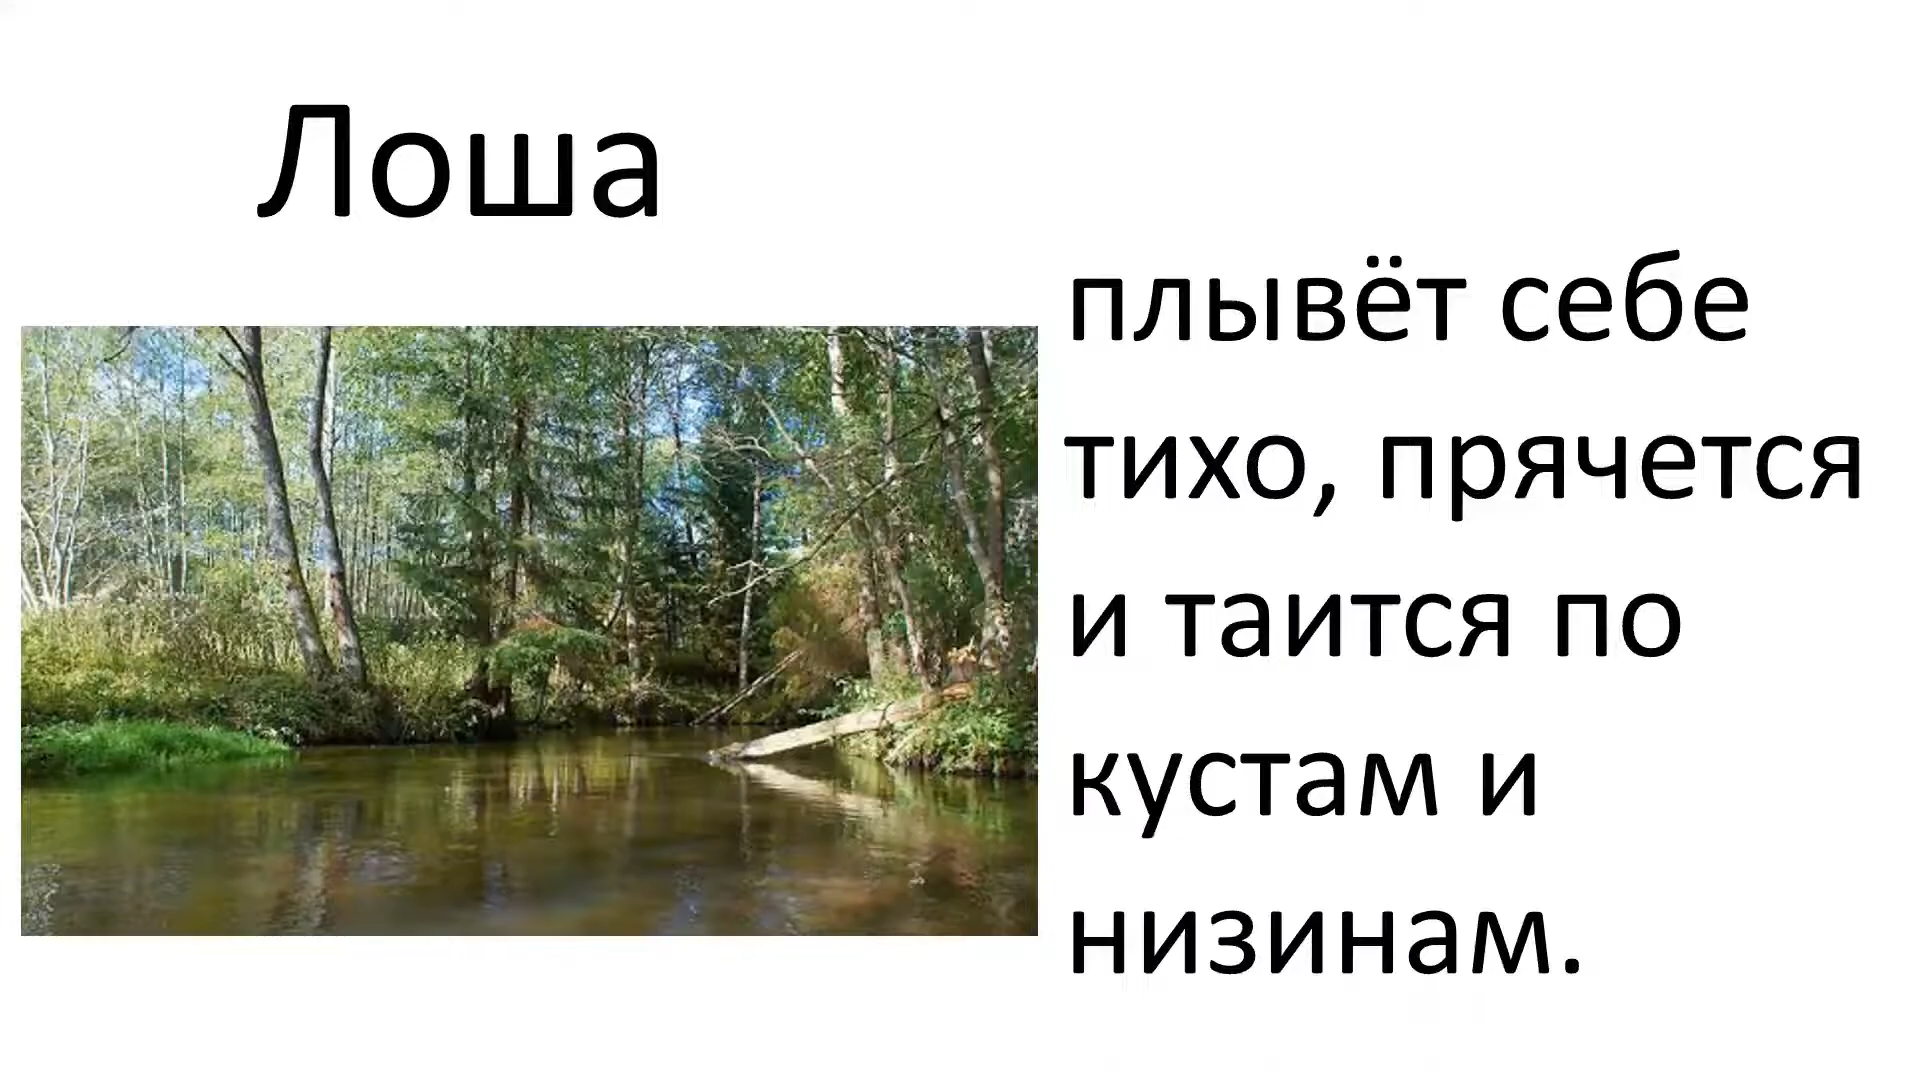 Лоша
плывёт себе
тихо, прячется
и таится по
кустам и
низинам.